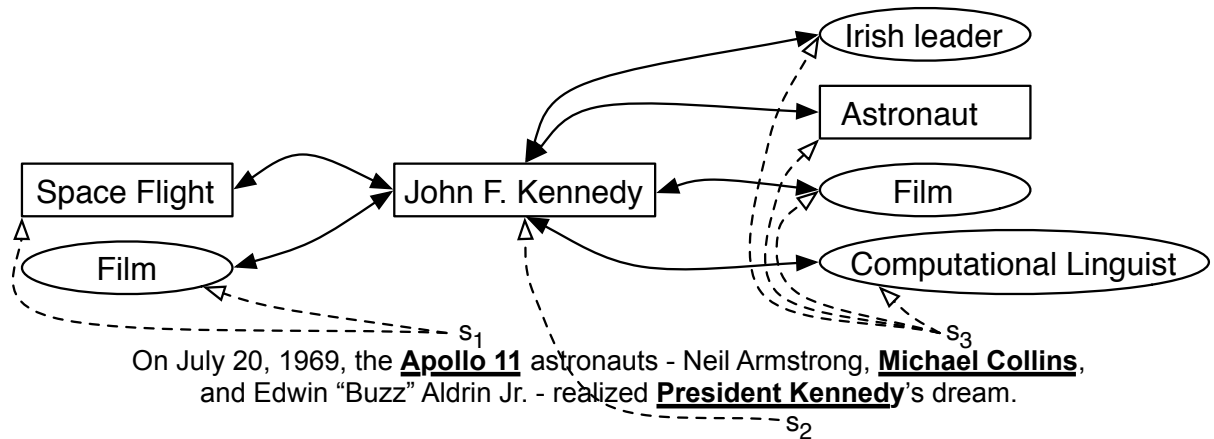 Irish leader
Astronaut
Space Flight
John F. Kennedy
Film
Film
Computational Linguist
s1
s3
On July 20, 1969, the Apollo 11 astronauts - Neil Armstrong, Michael Collins,
and Edwin “Buzz” Aldrin Jr. - realized President Kennedy’s dream.
s2